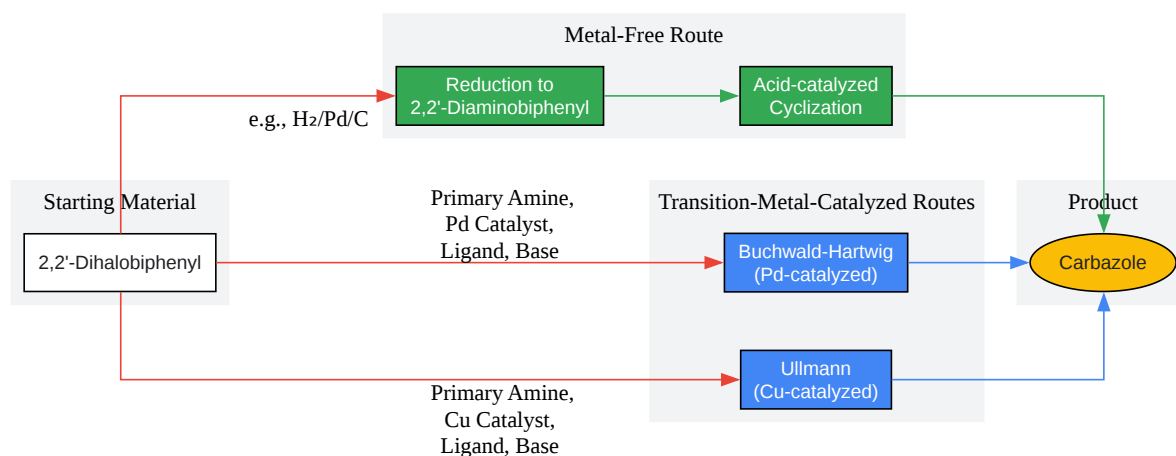 Metal-Free Route
Reduction to
2,2'-Diaminobiphenyl
Acid-catalyzed
Cyclization
e.g., H₂/Pd/C
Starting Material
2,2'-Dihalobiphenyl
Primary Amine,
Pd Catalyst,
Ligand, Base
Transition-Metal-Catalyzed Routes
Buchwald-Hartwig
(Pd-catalyzed)
Product
Carbazole
Primary Amine,
Cu Catalyst,
Ligand, Base
Ullmann
(Cu-catalyzed)